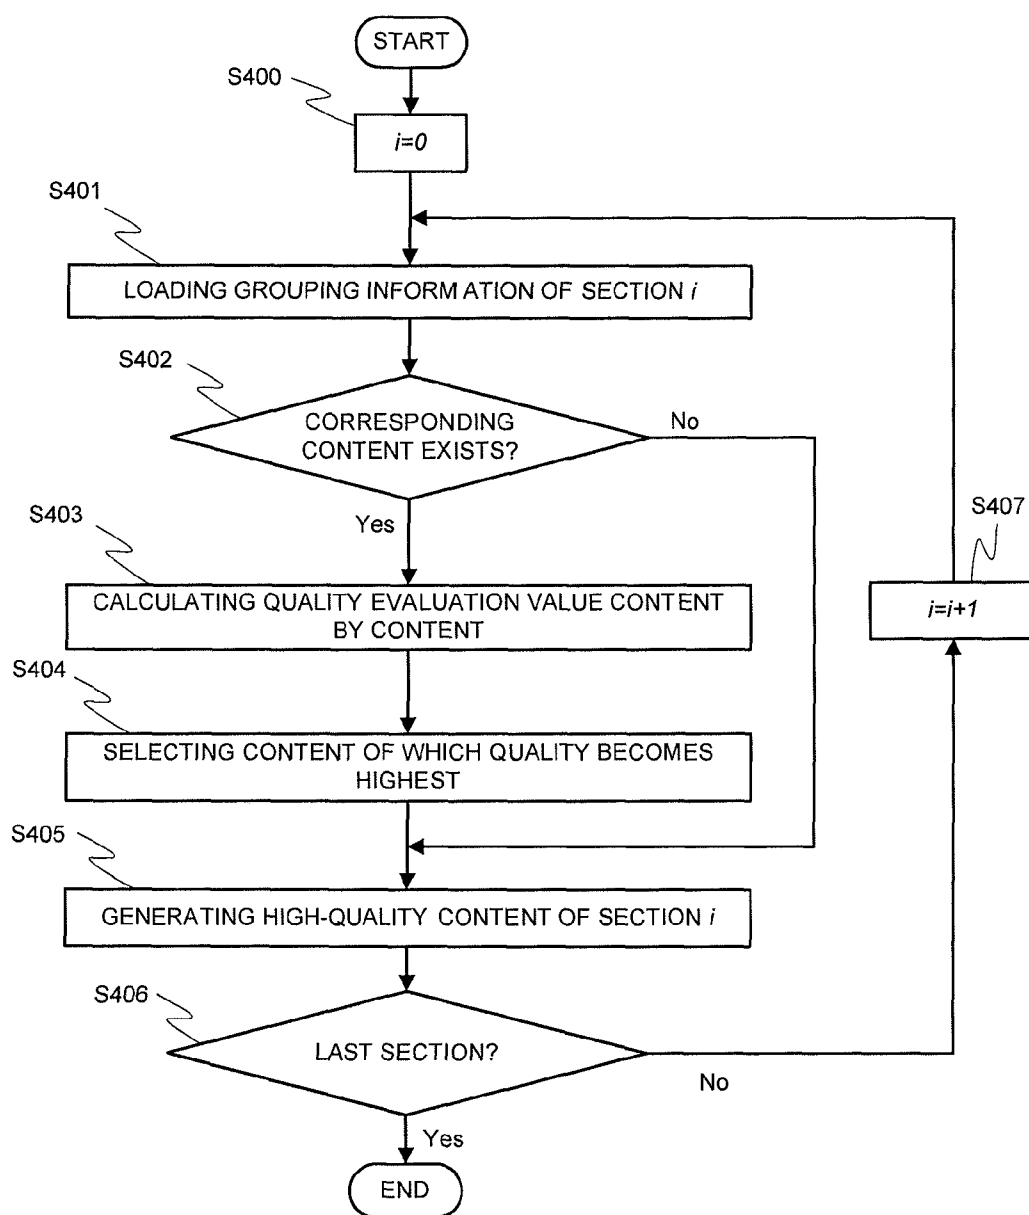 START
S400
i=0
S401
LOADING GROUPING INFORMATION OF SECTION i
S402
CORRESPONDING
CONTENT EXISTS?
No
Yes
S403
CALCULATING QUALITY EVALUATION VALUE CONTENT
BY CONTENT
S407
i=i+1
S404
SELECTING CONTENT OF WHICH QUALITY BECOMES
HIGHEST
S405
GENERATING HIGH-QUALITY CONTENT OF SECTION i
S406
LAST SECTION?
No
Yes
END